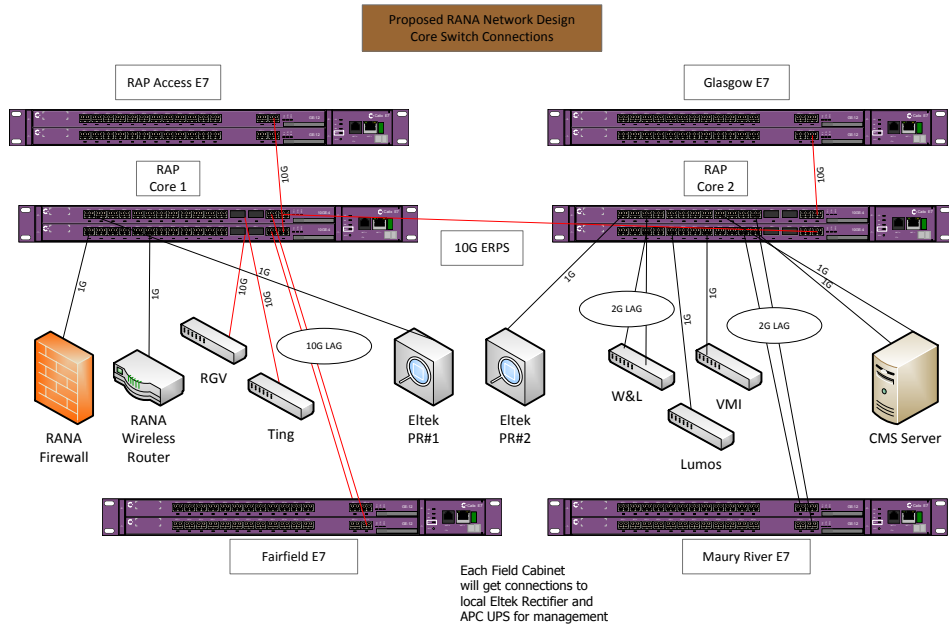 Proposed RANA Network Design
Core Switch Connections
RAP Access E7
Glasgow E7
10G
10G
RAP
Core 1
RAP
Core 2
10G ERPS
1G
1G
10G
10G
1G
1G
1G
1G
1G
1G
10G LAG
2G LAG
2G LAG
RANA
Firewall
RANA
Wireless
Router
RGV
Ting
Eltek
PR#1
Eltek
PR#2
W&L
Lumos
VMI
CMS Server
Fairfield E7
Maury River E7
Each Field Cabinet
will get connections to
local Eltek Rectifier and
APC UPS for management